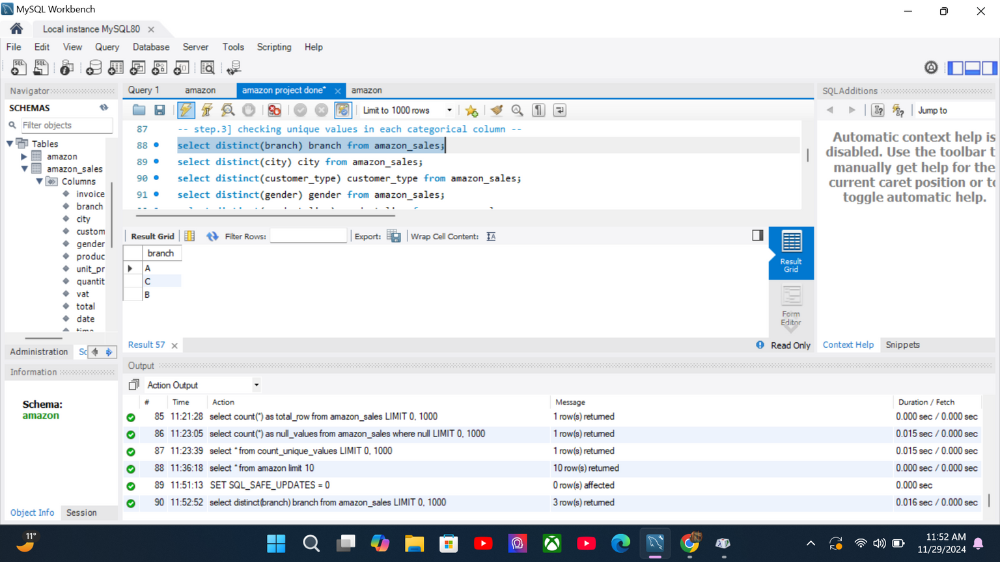 MySQL Workbench
Local instance MySQL80
File Edit View Query Database Server Tools Scripting Help
Navigator
SCHEMAS
Filter objects
Tables
amazon
amazon_sales
Columns
invoice
branch
city
custom
gender
produc
unit_pr
quantit
vat
total
date
time
Administration Sc
Information
Schema:
amazon
Object Info Session
Query 1 amazon amazon project done* amazon
Limit to 1000 rows
87 -- step.3] checking unique values in each categorical column --
88 select distinct(branch) branch from amazon_sales;
89 select distinct(city) city from amazon_sales;
90 select distinct(customer_type) customer_type from amazon_sales;
91 select distinct(gender) gender from amazon_sales;
Result Grid Filter Rows: Export: Wrap Cell Content:
branch
A
C
B
Result Grid
Form Editor
Result 57
Read Only
SQLAdditions
Jump to
Automatic context help is
disabled. Use the toolbar t
manually get help for the
current caret position or to
toggle automatic help.
Context Help Snippets
Output
Action Output
# Time Action Message Duration / Fetch
85 11:21:28 select count(*) as total_row from amazon_sales LIMIT 0, 1000 1 row(s) returned 0.000 sec / 0.000 sec
86 11:23:05 select count(*) as null_values from amazon_sales where null LIMIT 0, 1000 1 row(s) returned 0.015 sec / 0.000 sec
87 11:23:39 select * from count_unique_values LIMIT 0, 1000 1 row(s) returned 0.015 sec / 0.000 sec
88 11:36:18 select * from amazon limit 10 10 row(s) returned 0.000 sec / 0.000 sec
89 11:51:13 SET SQL_SAFE_UPDATES = 0 0 row(s) affected 0.000 sec
90 11:52:52 select distinct(branch) branch from amazon_sales LIMIT 0, 1000 3 row(s) returned 0.016 sec / 0.000 sec
11°
11:52 AM
11/29/2024